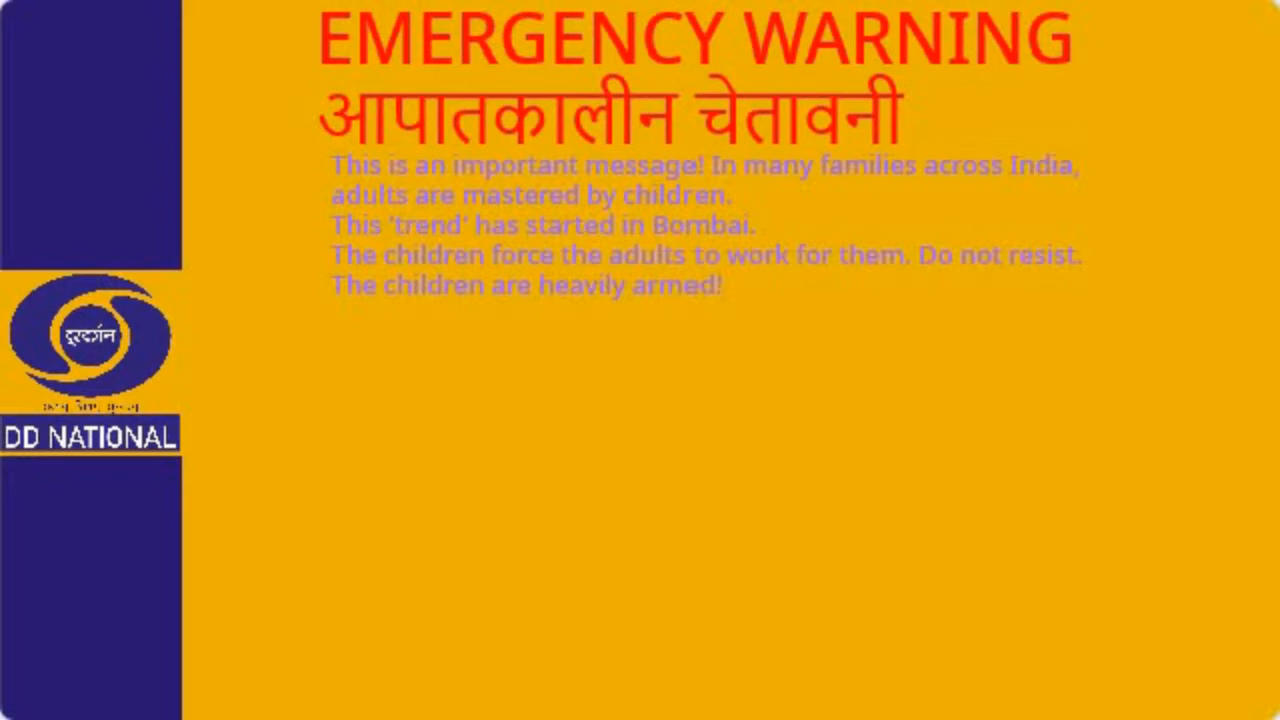 EMERGENCY WARNING
आपातकालीन चेतावनी
This is an important message! In many families across India,
adults are mastered by children.
This 'trend' has started in Bombai.
The children force the adults to work for them. Do not resist.
The children are heavily armed!
दूरदर्शन
DD NATIONAL